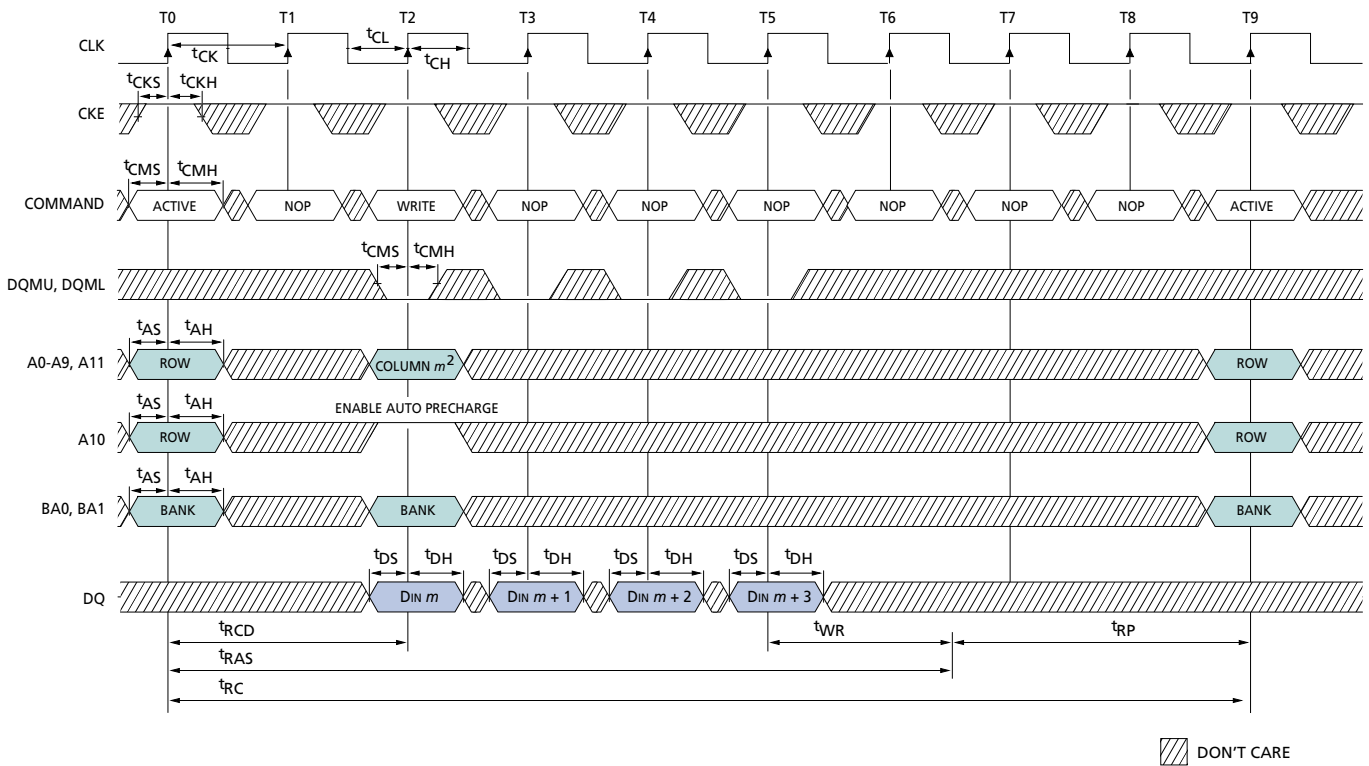 T0 T1 T2 T3 T4 T5 T6 T7 T8 T9
CLK
tCK tCL tCH
tCKS tCKH
CKE
tCMS tCMH
COMMAND ACTIVE NOP WRITE NOP NOP NOP NOP NOP NOP ACTIVE
tCMS tCMH
DQMU, DQML
tAS tAH
A0-A9, A11 ROW COLUMN m2 ROW
tAS tAH ENABLE AUTO PRECHARGE
A10 ROW ROW
tAS tAH
BA0, BA1 BANK BANK BANK
tDS tDH tDS tDH tDS tDH tDS tDH
DQ DIN m DIN m + 1 DIN m + 2 DIN m + 3
tRCD tWR tRP
tRAS
tRC
DON'T CARE